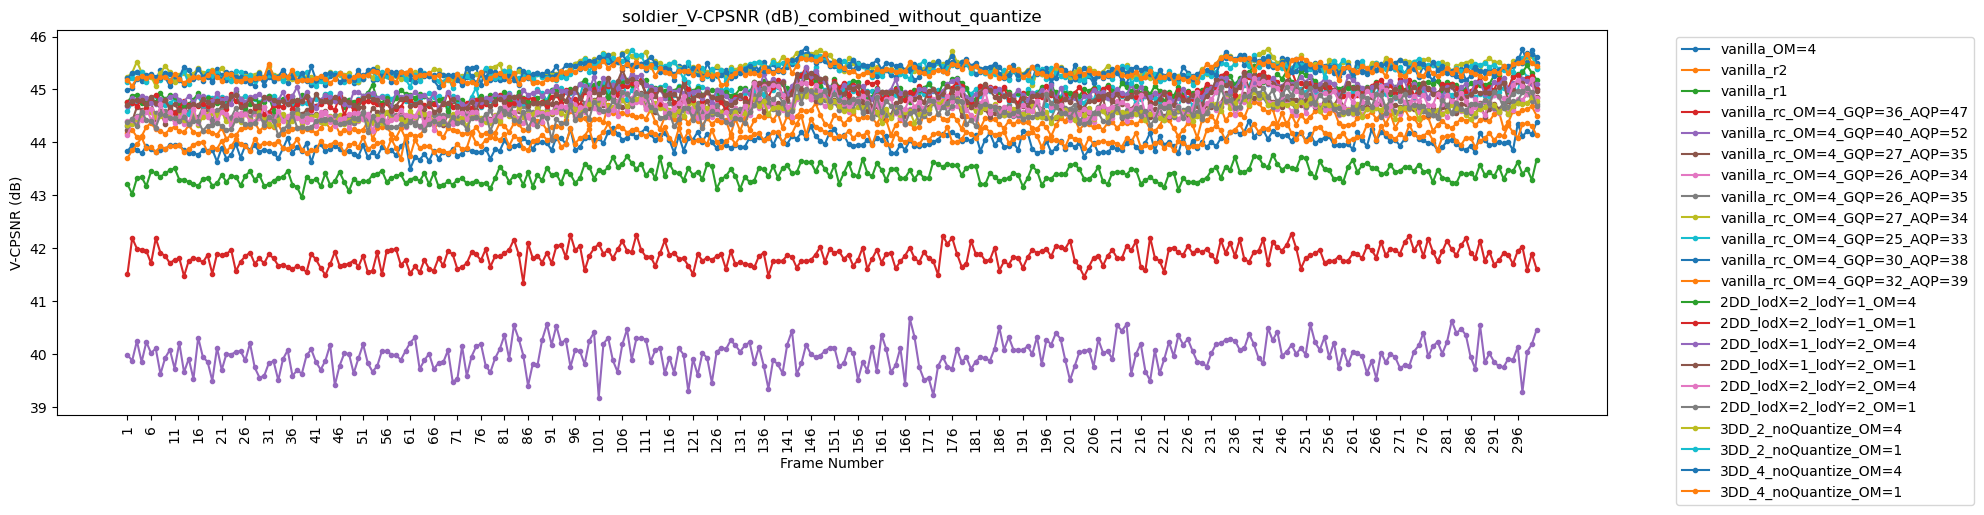 soldier_V-CPSNR (dB)_combined_without_quantize
V-CPSNR (dB)
46
45
44
43
42
41
40
39
1 6 11 16 21 26 31 36 41 46 51 56 61 66 71 76 81 86 91 96 101 106 111 116 121 126 131 136 141 146 151 156 161 166 171 176 181 186 191 196 201 206 211 216 221 226 231 236 241 246 251 256 261 266 271 276 281 286 291 296
Frame Number
vanilla_OM=4
vanilla_r2
vanilla_r1
vanilla_rc_OM=4_GQP=36_AQP=47
vanilla_rc_OM=4_GQP=40_AQP=52
vanilla_rc_OM=4_GQP=27_AQP=35
vanilla_rc_OM=4_GQP=26_AQP=34
vanilla_rc_OM=4_GQP=26_AQP=35
vanilla_rc_OM=4_GQP=27_AQP=34
vanilla_rc_OM=4_GQP=25_AQP=33
vanilla_rc_OM=4_GQP=30_AQP=38
vanilla_rc_OM=4_GQP=32_AQP=39
2DD_lodX=2_lodY=1_OM=4
2DD_lodX=2_lodY=1_OM=1
2DD_lodX=1_lodY=2_OM=4
2DD_lodX=1_lodY=2_OM=1
2DD_lodX=2_lodY=2_OM=4
2DD_lodX=2_lodY=2_OM=1
3DD_2_noQuantize_OM=4
3DD_2_noQuantize_OM=1
3DD_4_noQuantize_OM=4
3DD_4_noQuantize_OM=1